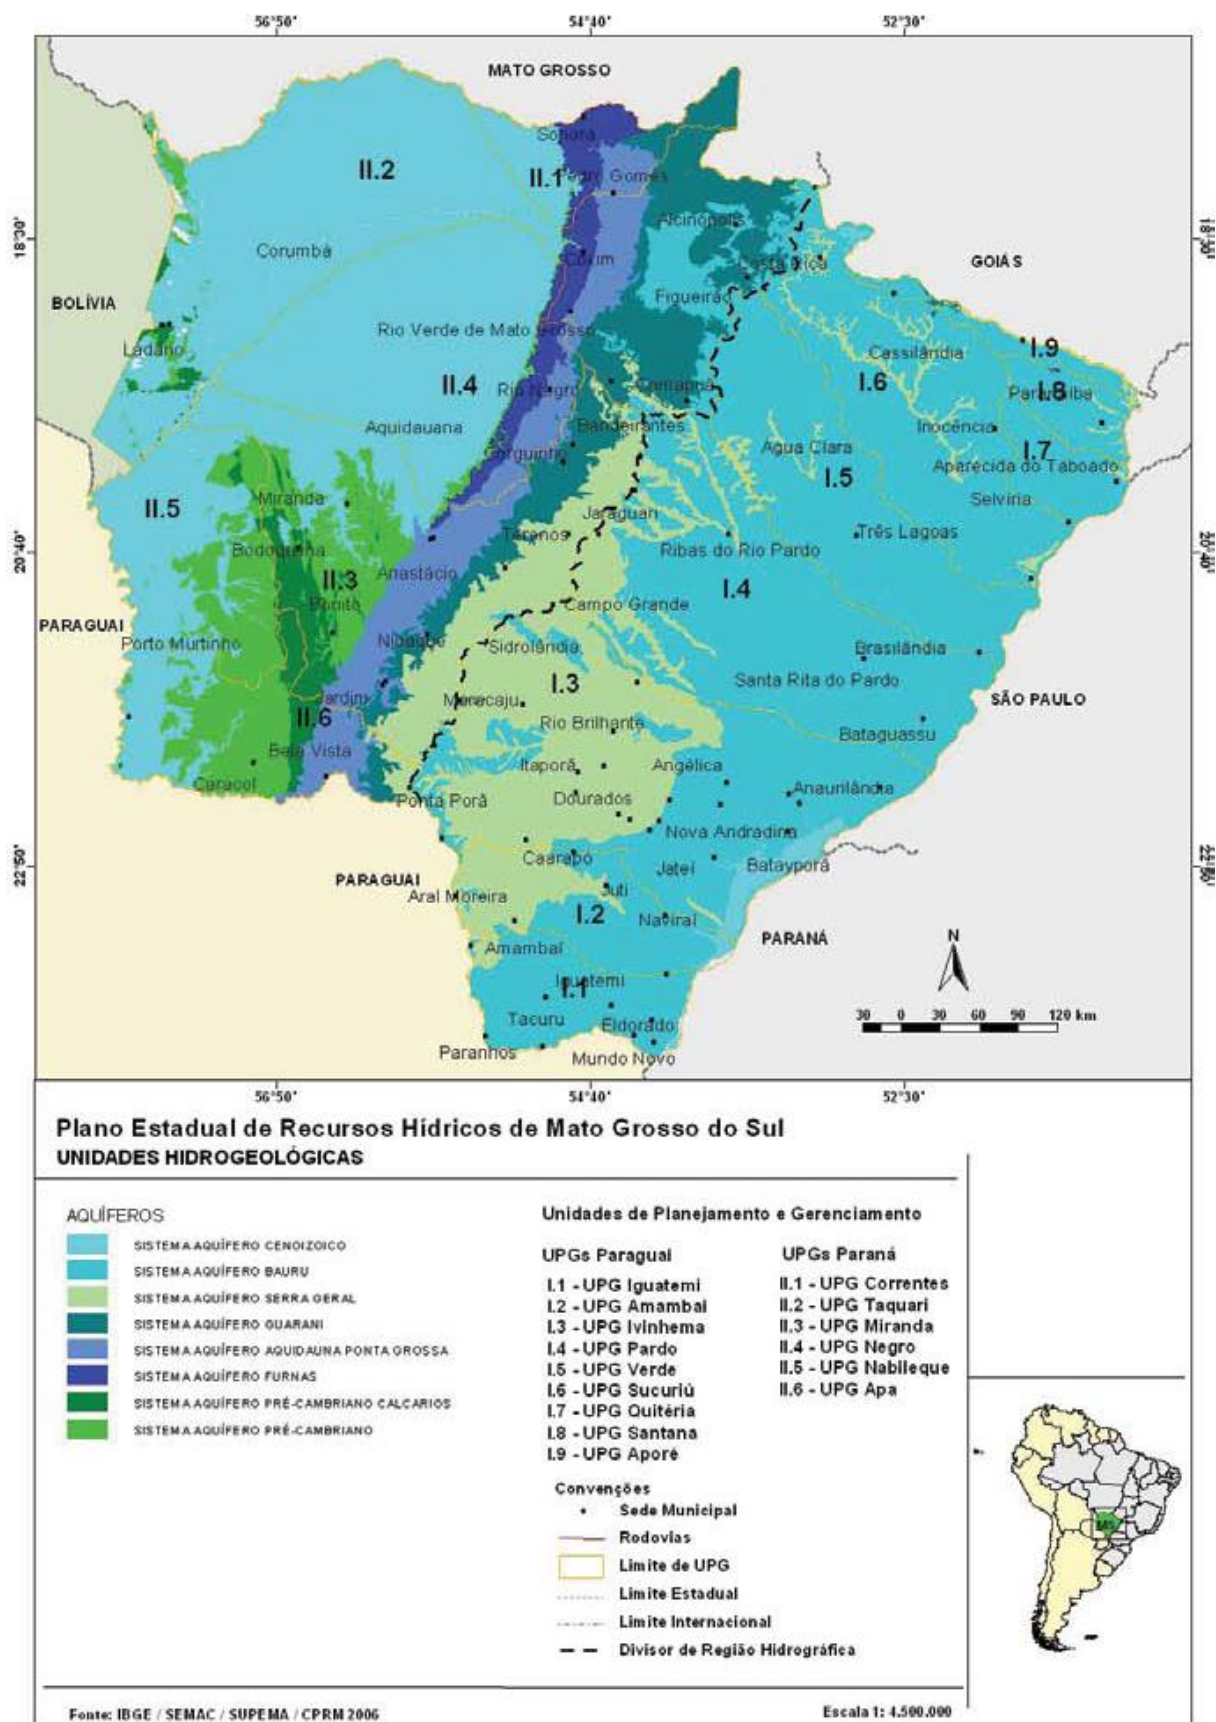 56°50' 54°40' 52°30'
MATO GROSSO
Sonora
II.2
II.1
Pedro Gomes
Alcinópolis
18°30'
Corumbá
Coxim
Costa Rica
GOIÁS
BOLÍVIA
Figueirão
Rio Verde de Mato Grosso
Ladário
I.9
Cassilândia
II.4
Rio Negro
Camapuã
I.6
I.8
Paranaíba
Aquidauana
Bandeirantes
Inocência
Corguinho
Água Clara
I.7
Aparecida do Taboado
I.5
Miranda
Selvíria
II.5
Jaraguari
Terenos
Três Lagoas
20°40'
Bodoquena
Ribas do Rio Pardo
20°40'
Anastácio
II.3
I.4
Bonito
Campo Grande
PARAGUAI
Porto Murtinho
Nioaque
Sidrolândia
Brasilândia
I.3
Santa Rita do Pardo
Jardim
Maracaju
SÃO PAULO
II.6
Rio Brilhante
Bataguassu
Bela Vista
Itaporã
Angélica
Caracol
Anaurilândia
Ponta Porã
Dourados
Nova Andradina
Caarapó
Jateí
Batayporã
22°50'
PARAGUAI
Aral Moreira
Juti
I.2
Naviraí
PARANÁ
N
Amambaí
Iguatemi
I.1
Tacuru
Eldorado
30 0 30 60 90 120 km
Paranhos
Mundo Novo
56°50' 54°40' 52°30'
Plano Estadual de Recursos Hídricos de Mato Grosso do Sul
UNIDADES HIDROGEOLÓGICAS
AQUÍFEROS
SISTEMA AQUÍFERO CENOIZOICO
SISTEMA AQUÍFERO BAURU
SISTEMA AQUÍFERO SERRA GERAL
SISTEMA AQUÍFERO GUARANI
SISTEMA AQUÍFERO AQUIDAUNA PONTA GROSSA
SISTEMA AQUÍFERO FURNAS
SISTEMA AQUÍFERO PRÉ-CAMBRIANO CALCARIOS
SISTEMA AQUÍFERO PRÉ-CAMBRIANO
Unidades de Planejamento e Gerenciamento
UPGs Paraguai
I.1 - UPG Iguatemi
I.2 - UPG Amambai
I.3 - UPG Ivinhema
I.4 - UPG Pardo
I.5 - UPG Verde
I.6 - UPG Sucuriú
I.7 - UPG Quitéria
I.8 - UPG Santana
I.9 - UPG Aporé
UPGs Paraná
II.1 - UPG Correntes
II.2 - UPG Taquari
II.3 - UPG Miranda
II.4 - UPG Negro
II.5 - UPG Nabileque
II.6 - UPG Apa
Convenções
Sede Municipal
Rodovias
Limite de UPG
Limite Estadual
Limite Internacional
Divisor de Região Hidrográfica
MS
Fonte: IBGE / SEMAC / SUPEMA / CPRM 2006
Escala 1: 4.500.000